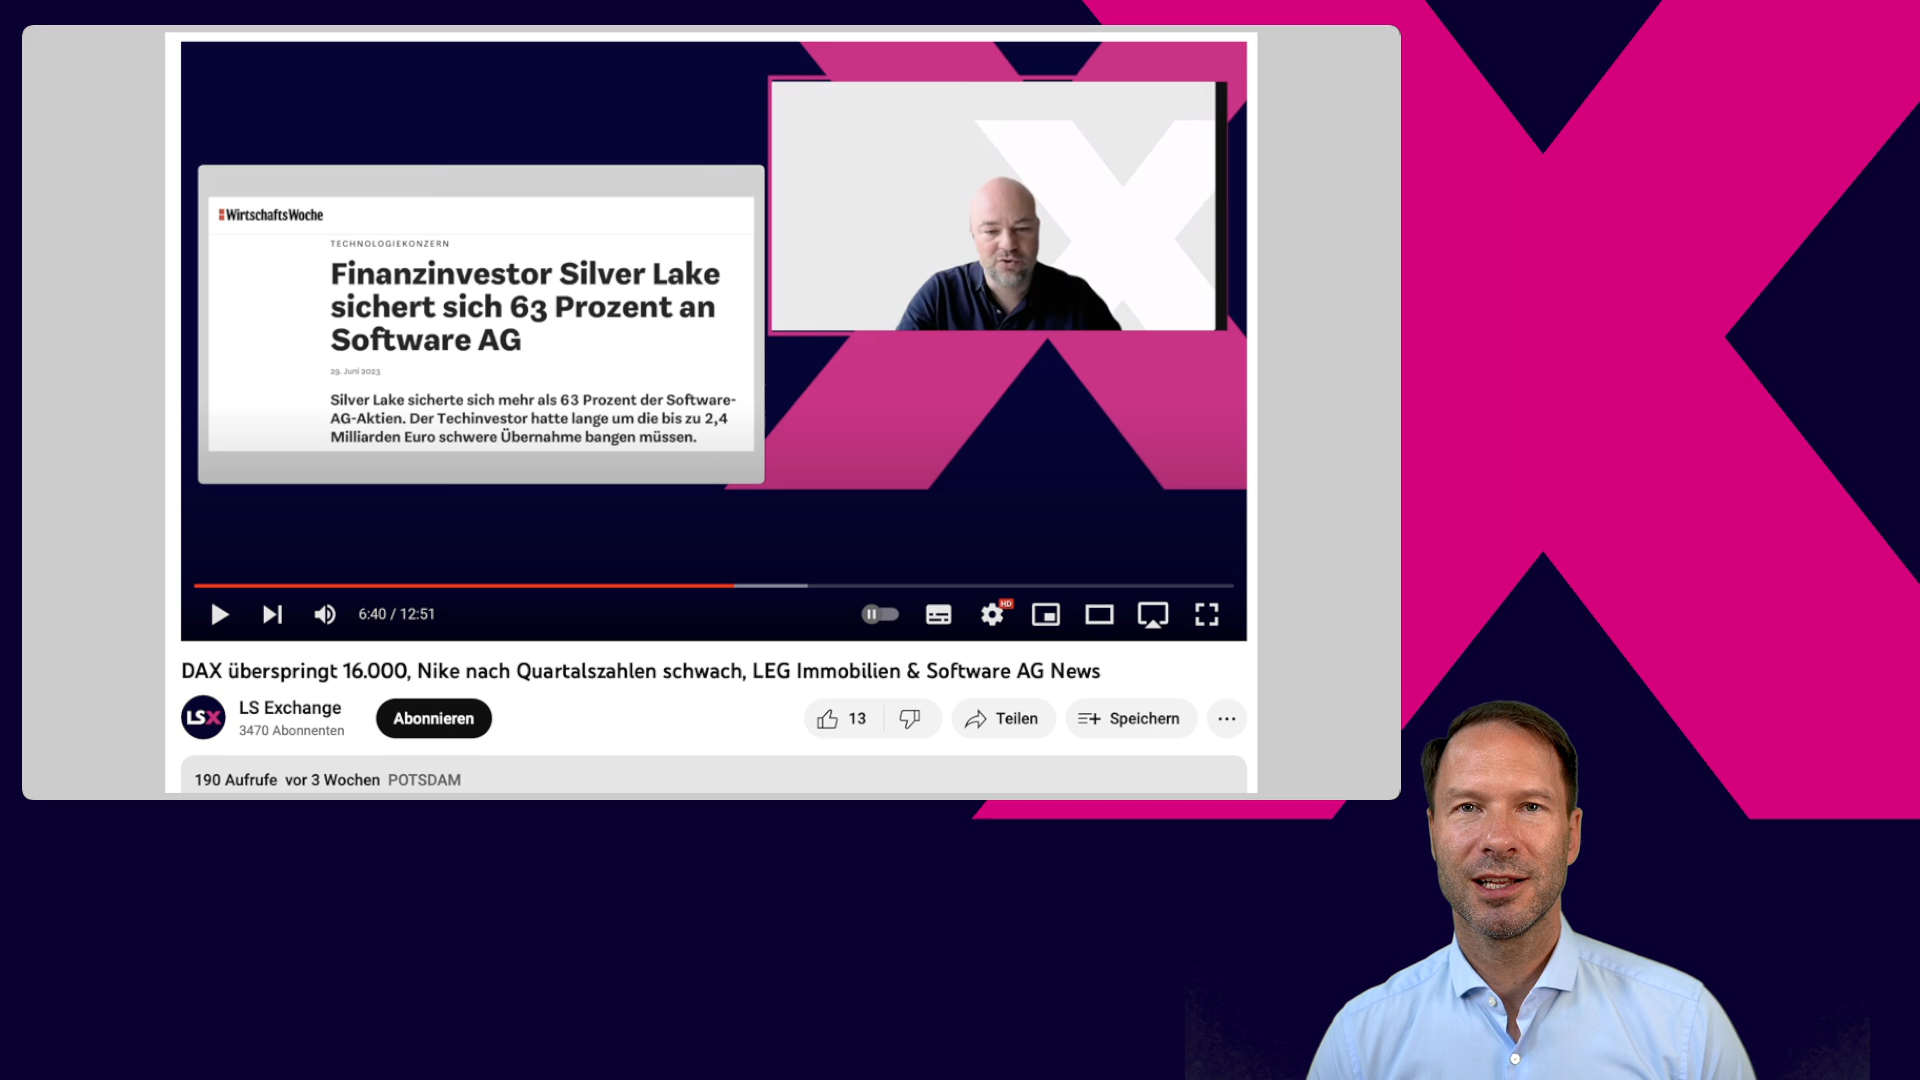 WirtschaftsWoche
TECHNOLOGIEKONZERN
Finanzinvestor Silver Lake
sichert sich 63 Prozent an
Software AG
29. Juni 2023
Silver Lake sicherte sich mehr als 63 Prozent der Software-
AG-Aktien. Der Techinvestor hatte lange um die bis zu 2,4
Milliarden Euro schwere Übernahme bangen müssen.
6:40 / 12:51
HD
DAX überspringt 16.000, Nike nach Quartalszahlen schwach, LEG Immobilien & Software AG News
LSX
LS Exchange
3470 Abonnenten
Abonnieren
13
Teilen
Speichern
190 Aufrufe vor 3 Wochen POTSDAM